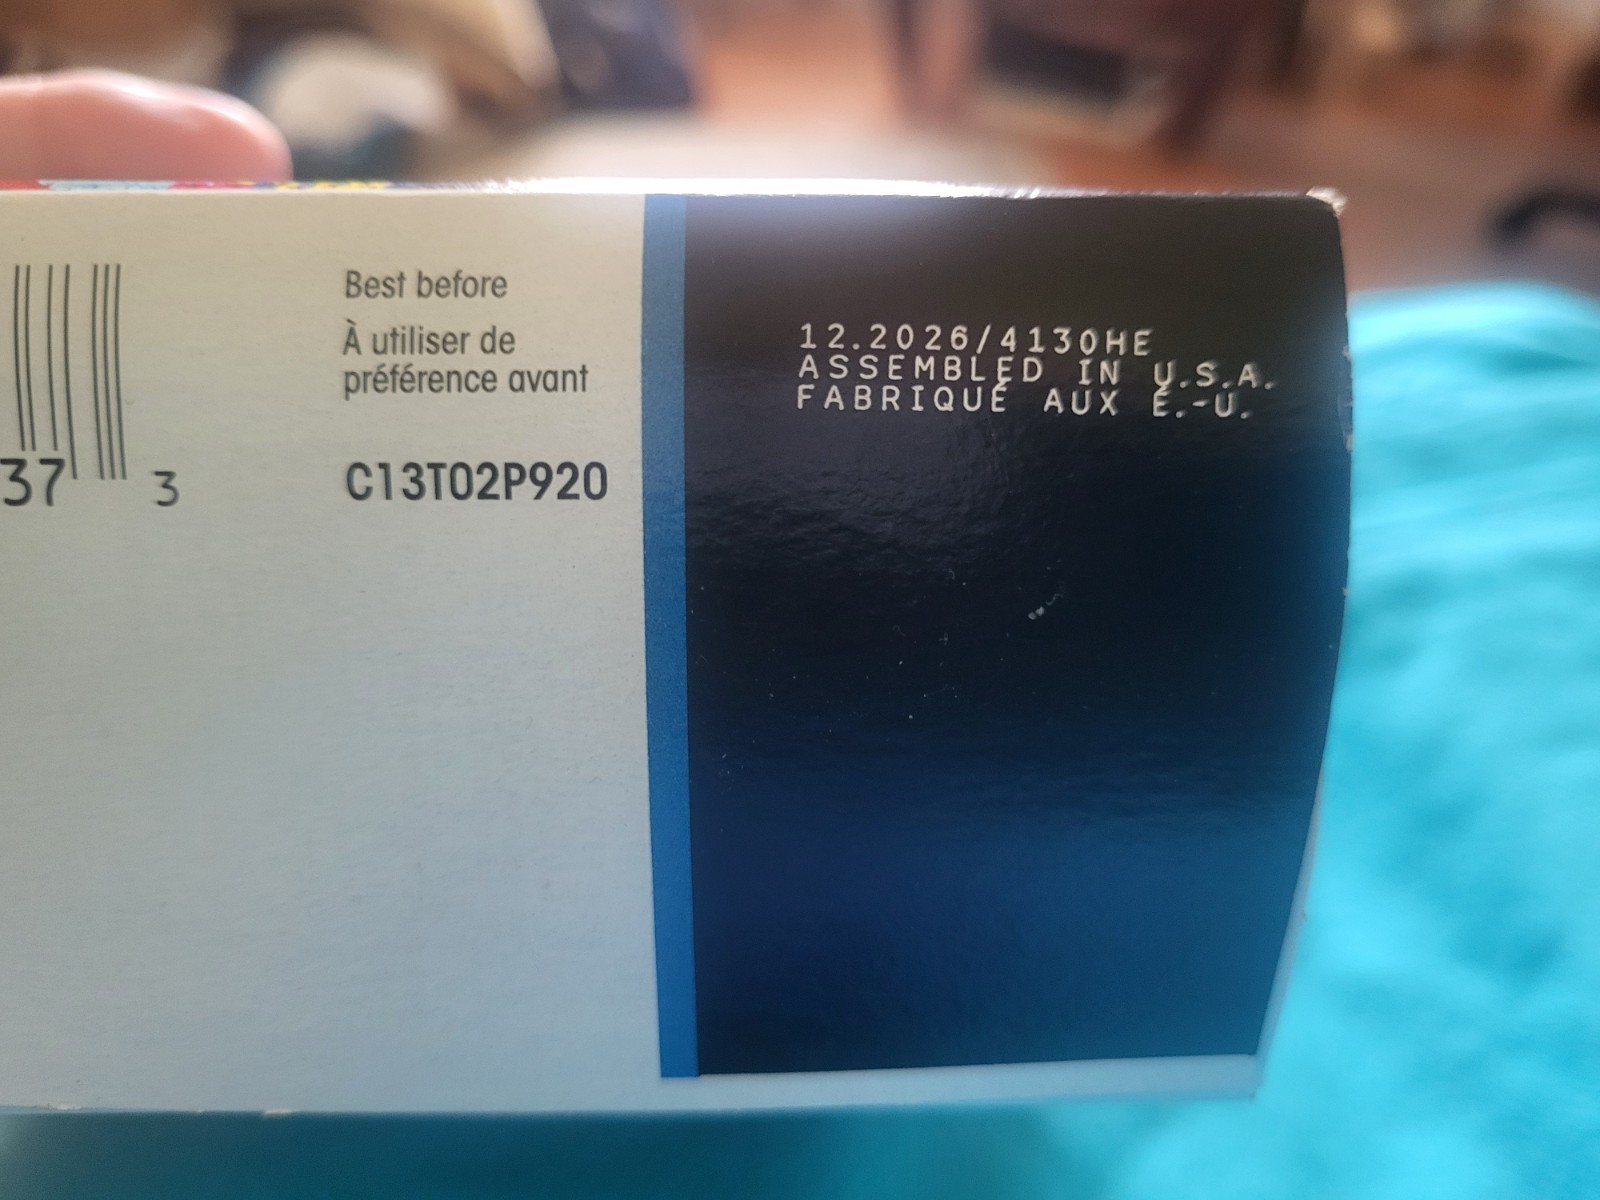 Best before
À utiliser de
préférence avant
C13T02P920
37 3
12.2026/4130HE
ASSEMBLED IN U.S.A.
FABRIQUÉ AUX É.-U.